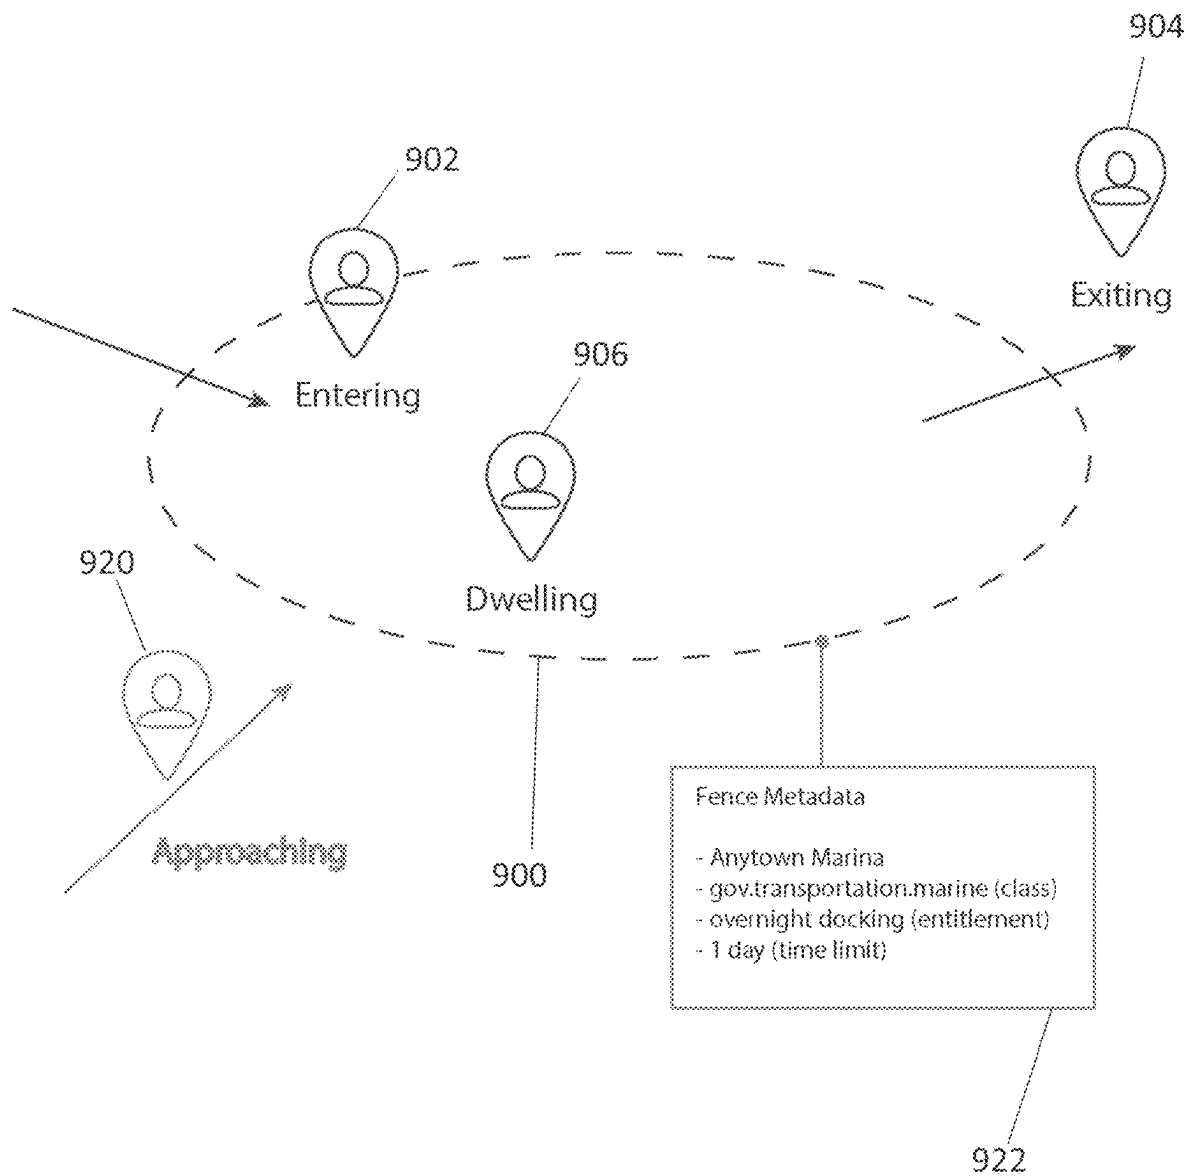 904
902
Exiting
906
Entering
920
Dwelling
Fence Metadata
Approaching
- Anytown Marina
900
- gov.transportation.marine (class)
- overnight docking (entitlement)
- 1 day (time limit)
922